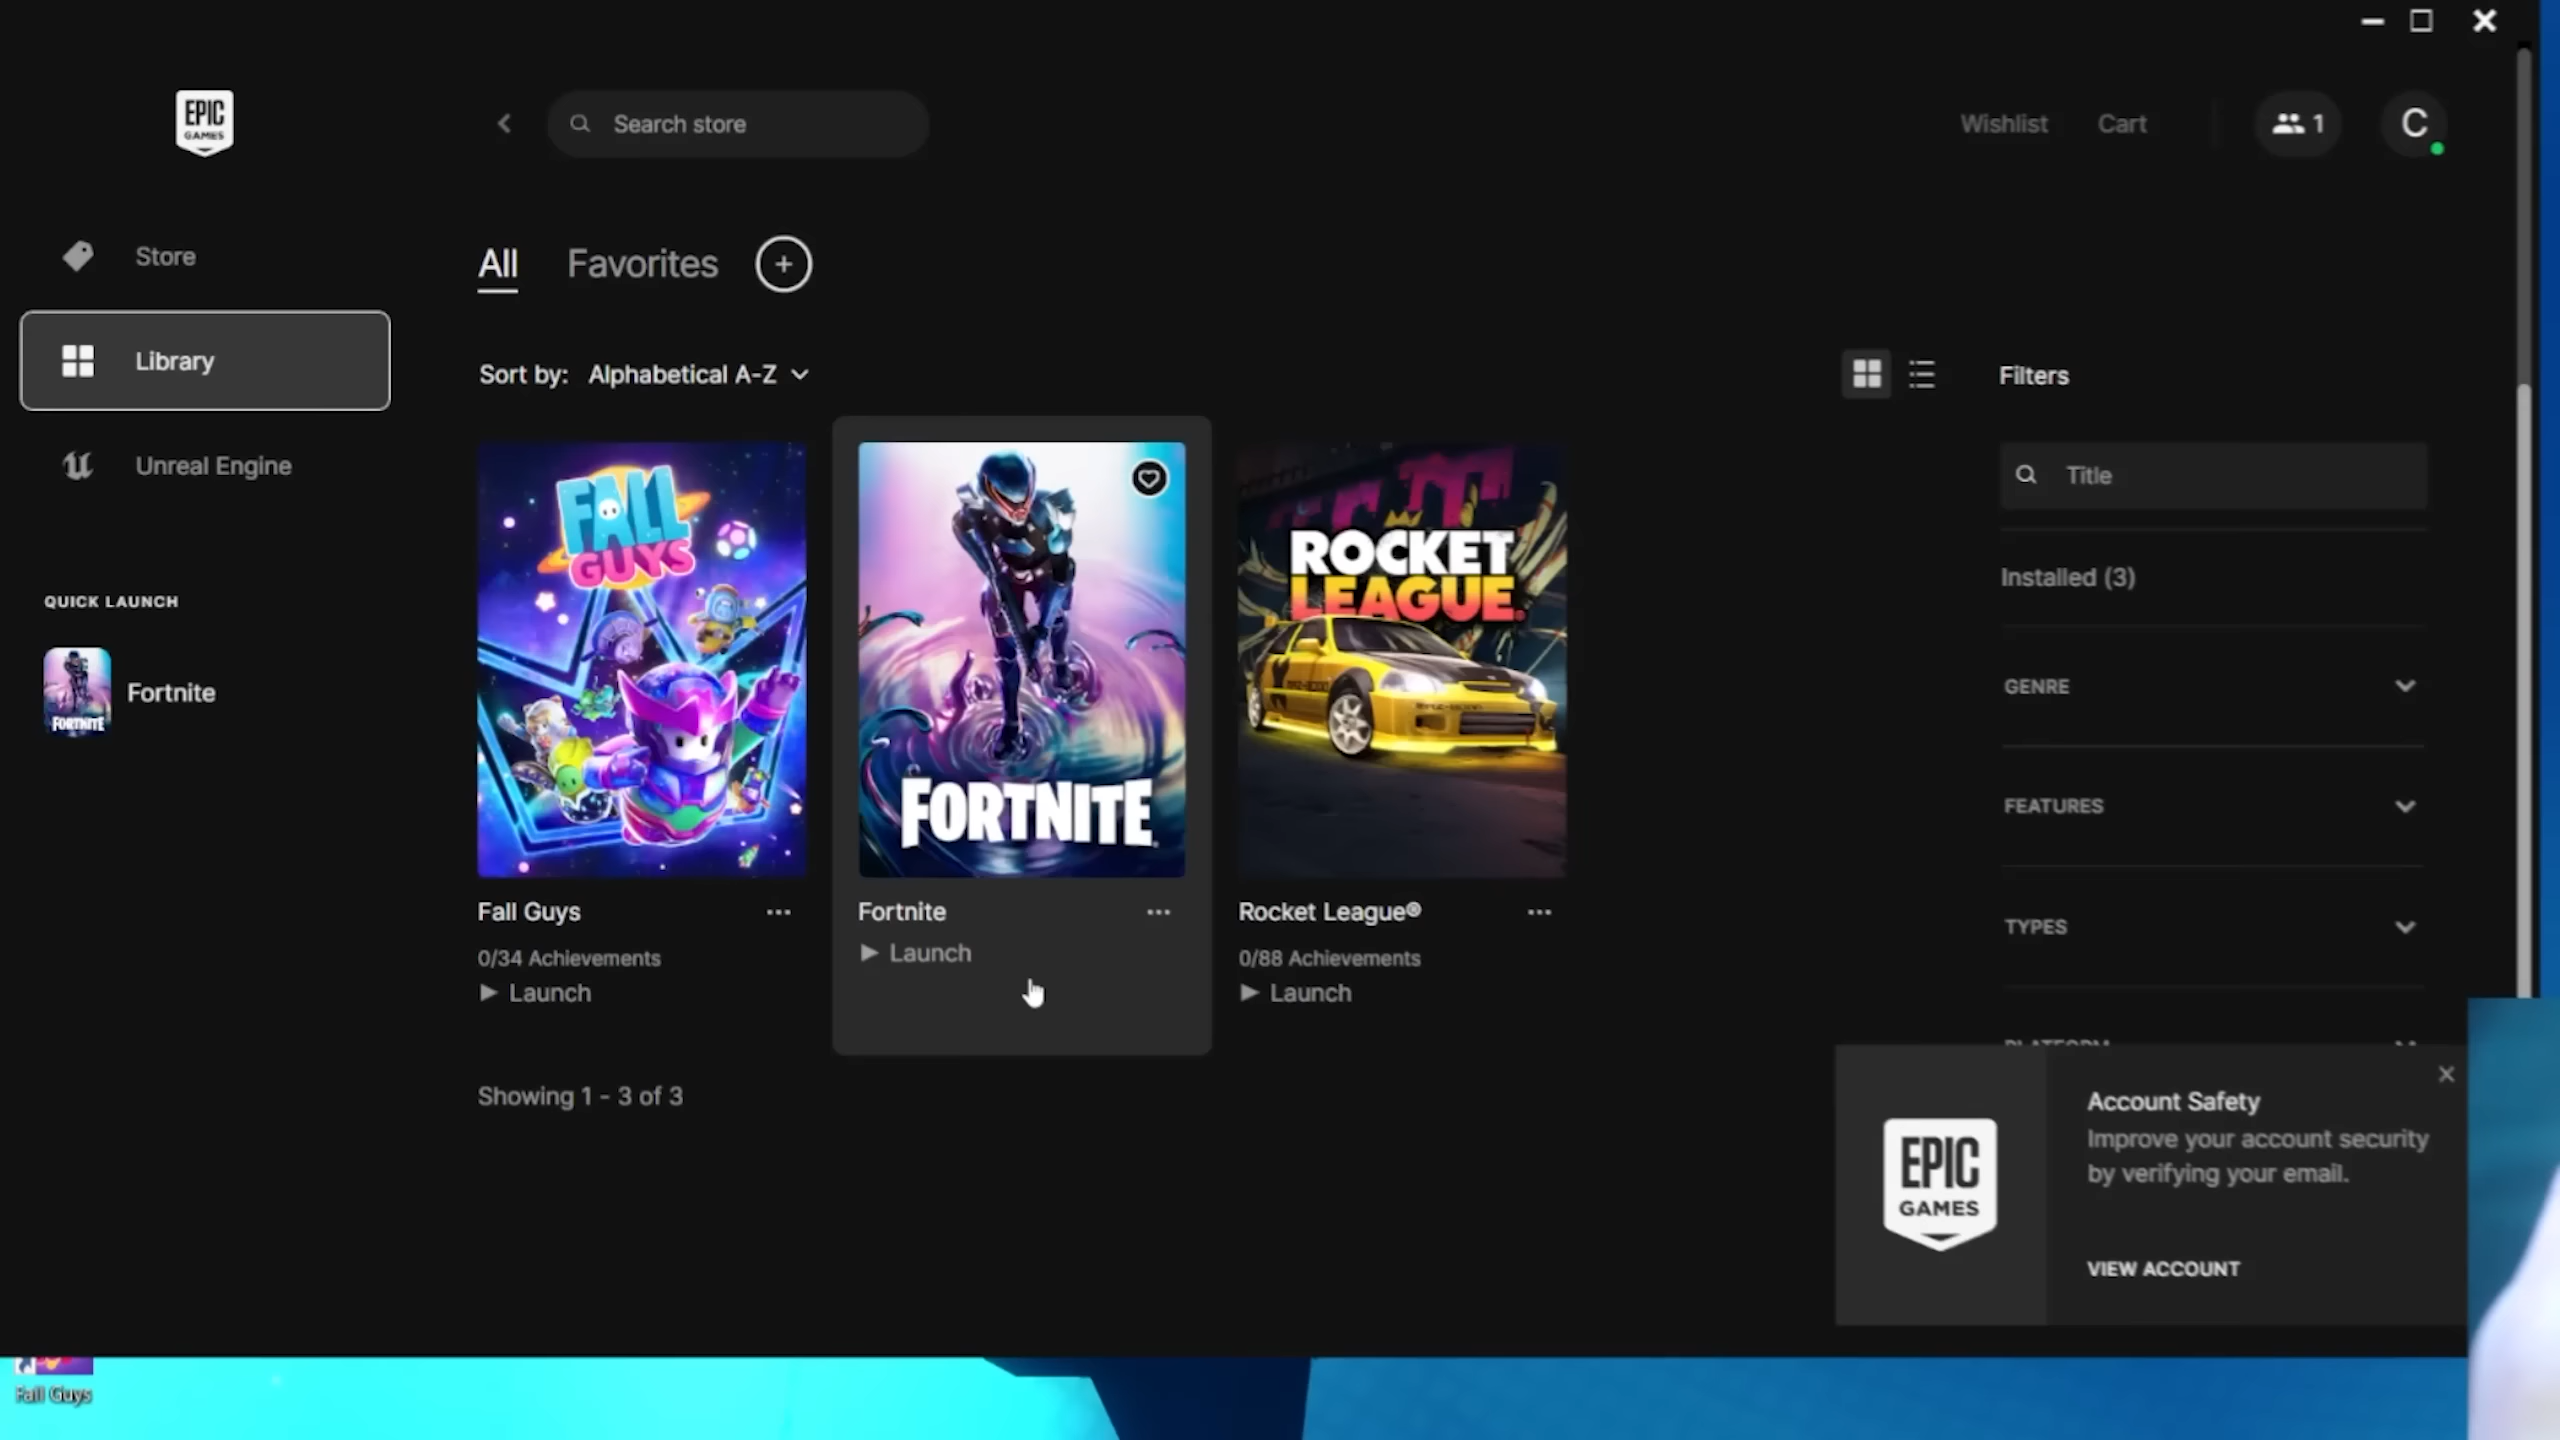 EPIC
GAMES
Search store
Wishlist
Cart
1
C
Store
Library
Unreal Engine
QUICK LAUNCH
FORTNITE
Fortnite
All
Favorites
Sort by: Alphabetical A-Z
Filters
Title
Installed (3)
GENRE
FEATURES
TYPES
PLATFORM
FALL
GUYS
FORTNITE
ROCKET
LEAGUE
Fall Guys
0/34 Achievements
Launch
Fortnite
Launch
Rocket League®
0/88 Achievements
Launch
Showing 1 - 3 of 3
EPIC
GAMES
Account Safety
Improve your account security
by verifying your email.
VIEW ACCOUNT
Fall Guys